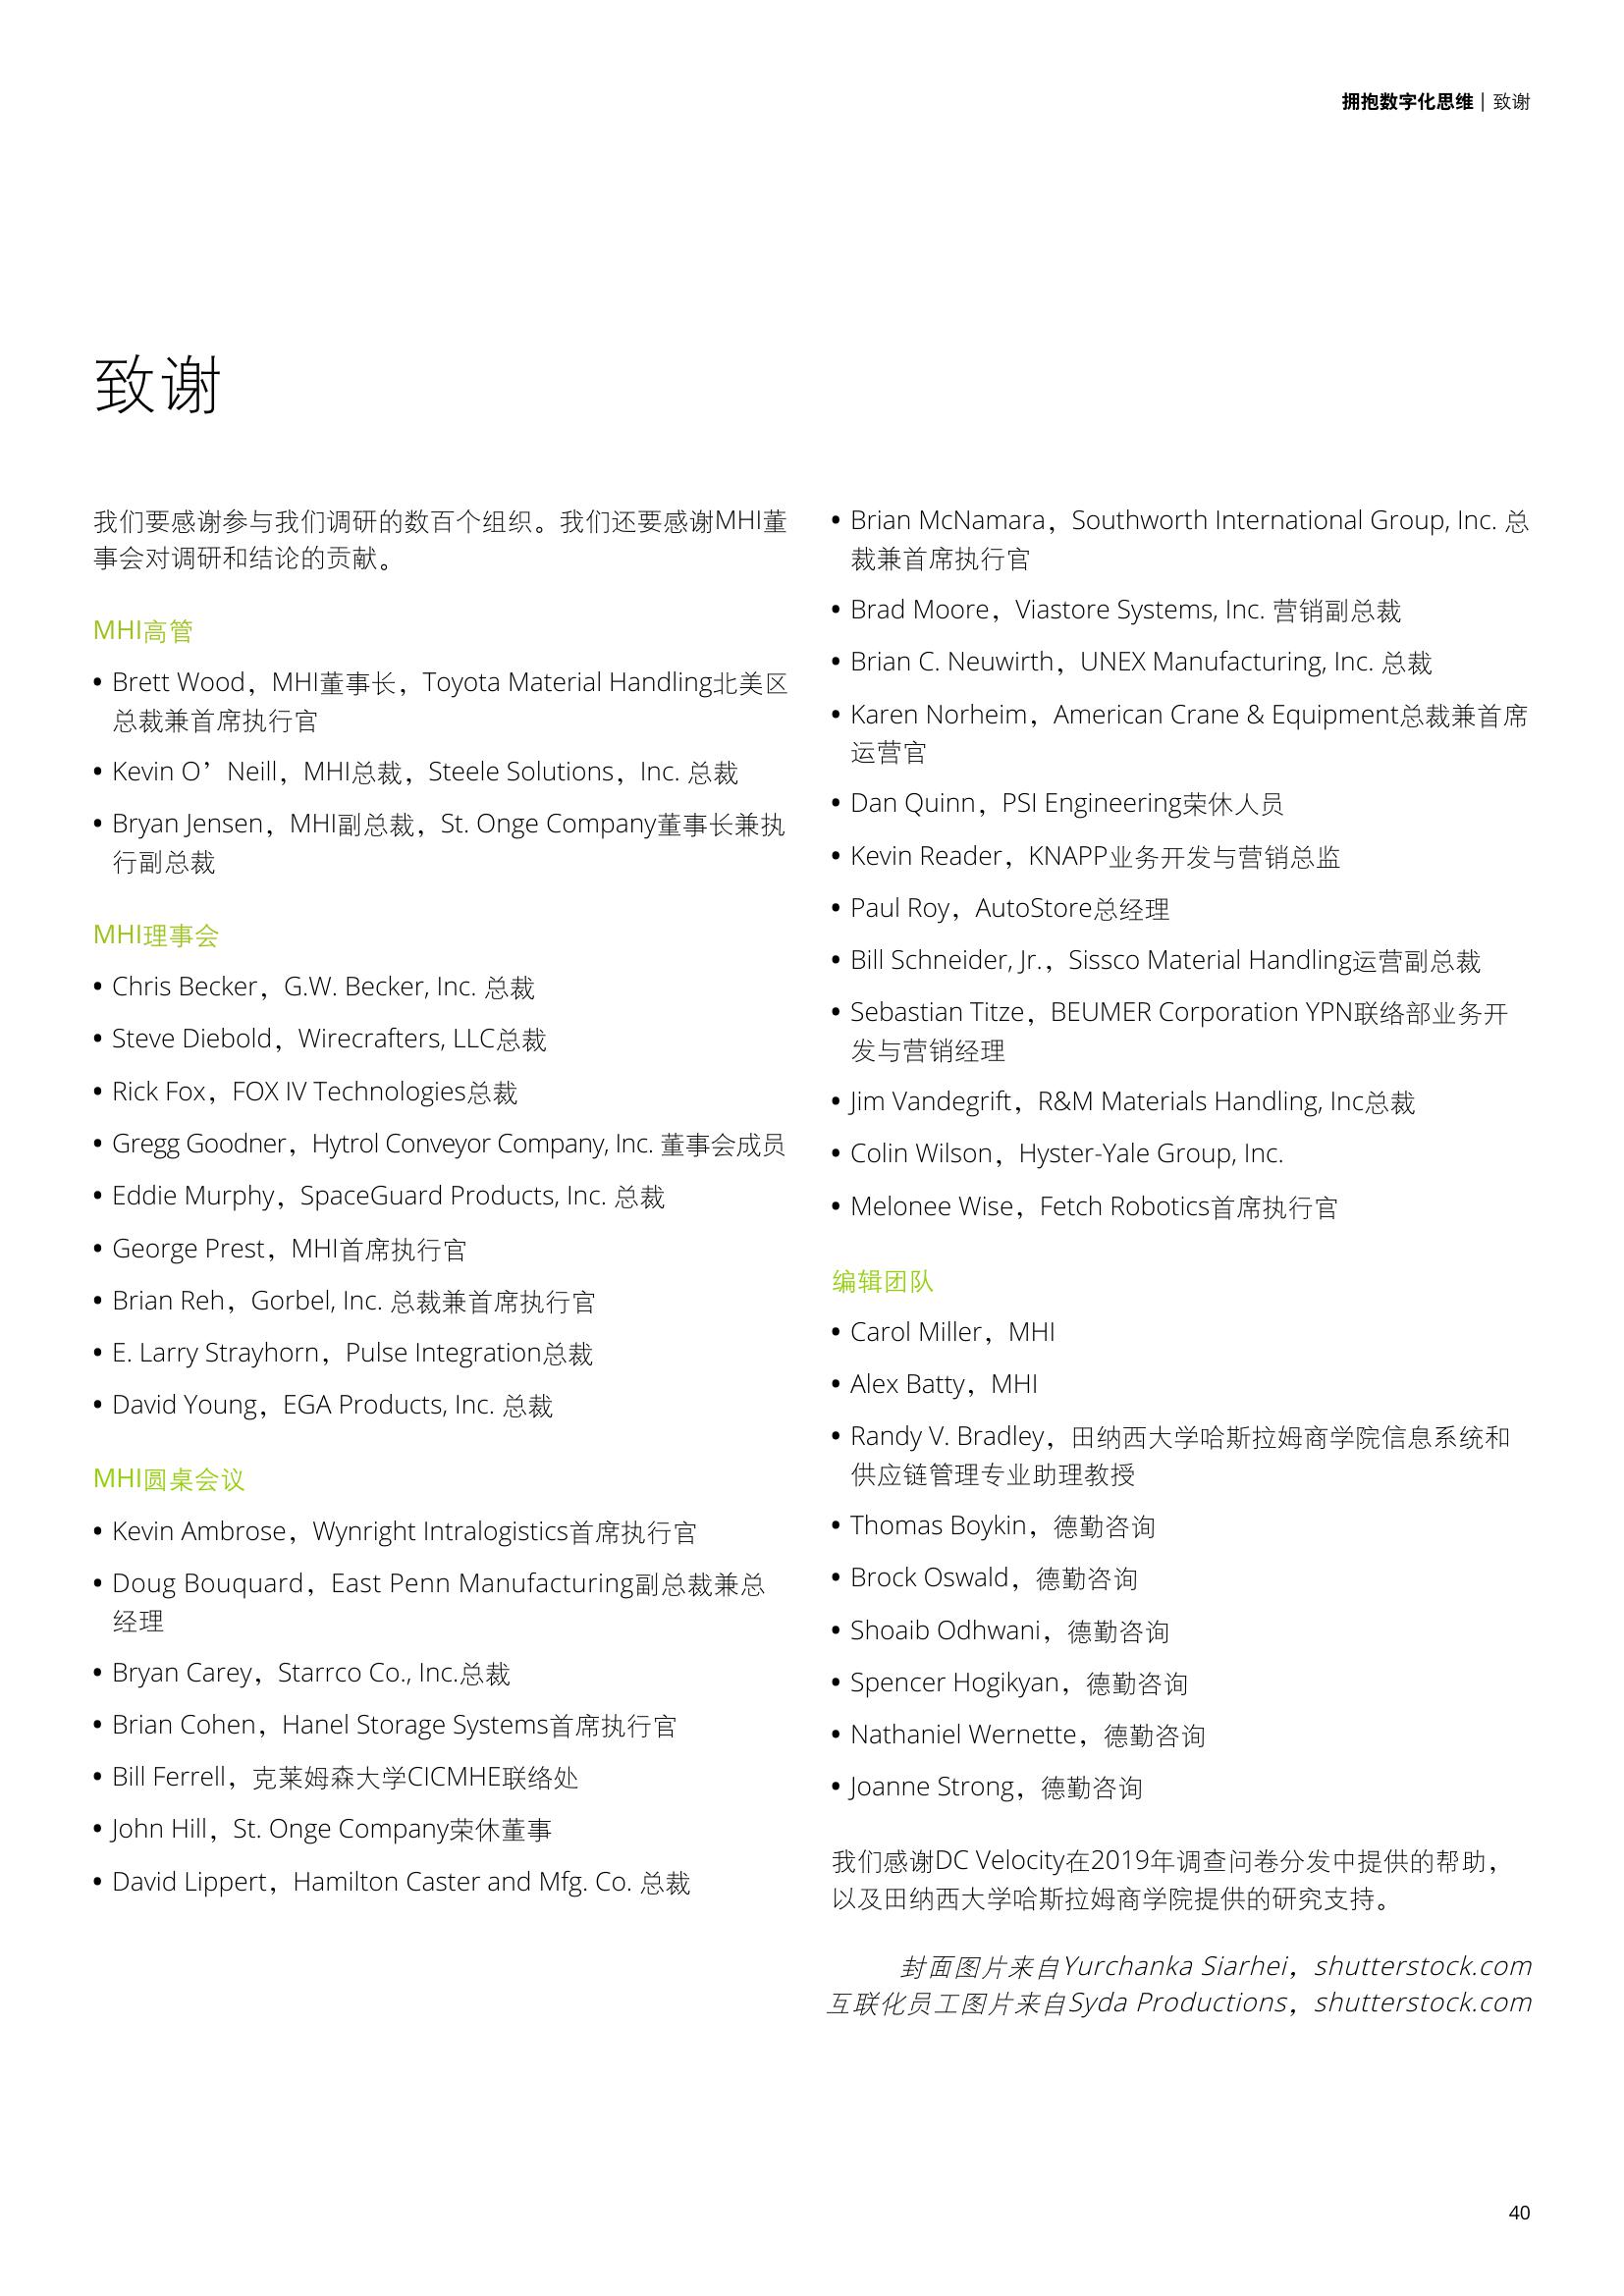 拥抱数字化思维 | 致谢
致谢
我们要感谢参与我们调研的数百个组织。我们还要感谢MHI董
事会对调研和结论的贡献。
MHI高管
• Brett Wood，MHI董事长，Toyota Material Handling北美区
总裁兼首席执行官
• Kevin O’Neill，MHI总裁，Steele Solutions，Inc. 总裁
• Bryan Jensen，MHI副总裁，St. Onge Company董事长兼执
行副总裁
MHI理事会
• Chris Becker，G.W. Becker, Inc. 总裁
• Steve Diebold，Wirecrafters, LLC总裁
• Rick Fox，FOX IV Technologies总裁
• Gregg Goodner，Hytrol Conveyor Company, Inc. 董事会成员
• Eddie Murphy，SpaceGuard Products, Inc. 总裁
• George Prest，MHI首席执行官
• Brian Reh，Gorbel, Inc. 总裁兼首席执行官
• E. Larry Strayhorn，Pulse Integration总裁
• David Young，EGA Products, Inc. 总裁
MHI圆桌会议
• Kevin Ambrose，Wynright Intralogistics首席执行官
• Doug Bouquard，East Penn Manufacturing副总裁兼总
经理
• Bryan Carey，Starrco Co., Inc.总裁
• Brian Cohen，Hanel Storage Systems首席执行官
• Bill Ferrell，克莱姆森大学CICMHE联络处
• John Hill，St. Onge Company荣休董事
• David Lippert，Hamilton Caster and Mfg. Co. 总裁
• Brian McNamara，Southworth International Group, Inc. 总
裁兼首席执行官
• Brad Moore，Viastore Systems, Inc. 营销副总裁
• Brian C. Neuwirth，UNEX Manufacturing, Inc. 总裁
• Karen Norheim，American Crane & Equipment总裁兼首席
运营官
• Dan Quinn，PSI Engineering荣休人员
• Kevin Reader，KNAPP业务开发与营销总监
• Paul Roy，AutoStore总经理
• Bill Schneider, Jr.，Sissco Material Handling运营副总裁
• Sebastian Titze，BEUMER Corporation YPN联络部业务开
发与营销经理
• Jim Vandegrift，R&M Materials Handling, Inc总裁
• Colin Wilson，Hyster-Yale Group, Inc.
• Melonee Wise，Fetch Robotics首席执行官
编辑团队
• Carol Miller，MHI
• Alex Batty，MHI
• Randy V. Bradley，田纳西大学哈斯拉姆商学院信息系统和
供应链管理专业助理教授
• Thomas Boykin，德勤咨询
• Brock Oswald，德勤咨询
• Shoaib Odhwani，德勤咨询
• Spencer Hogikyan，德勤咨询
• Nathaniel Wernette，德勤咨询
• Joanne Strong，德勤咨询
我们感谢DC Velocity在2019年调查问卷分发中提供的帮助，
以及田纳西大学哈斯拉姆商学院提供的研究支持。
封面图片来自Yurchanka Siarhei，shutterstock.com
互联化员工图片来自Syda Productions，shutterstock.com
40